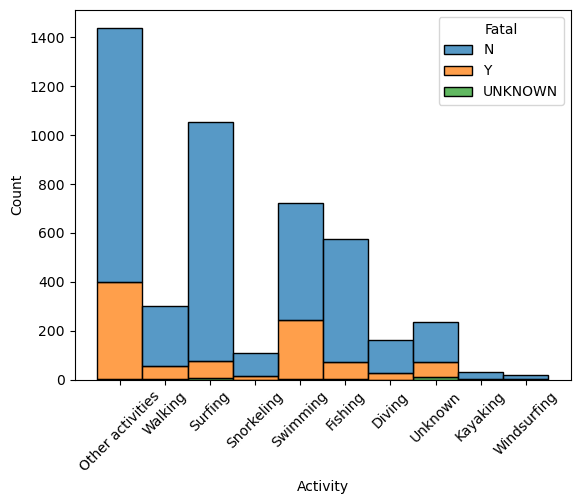 Fatal
N
Y
UNKNOWN
1400
1200
1000
800
600
400
200
0
Count
Other activities
Walking
Surfing
Snorkeling
Swimming
Fishing
Diving
Unknown
Kayaking
Windsurfing
Activity